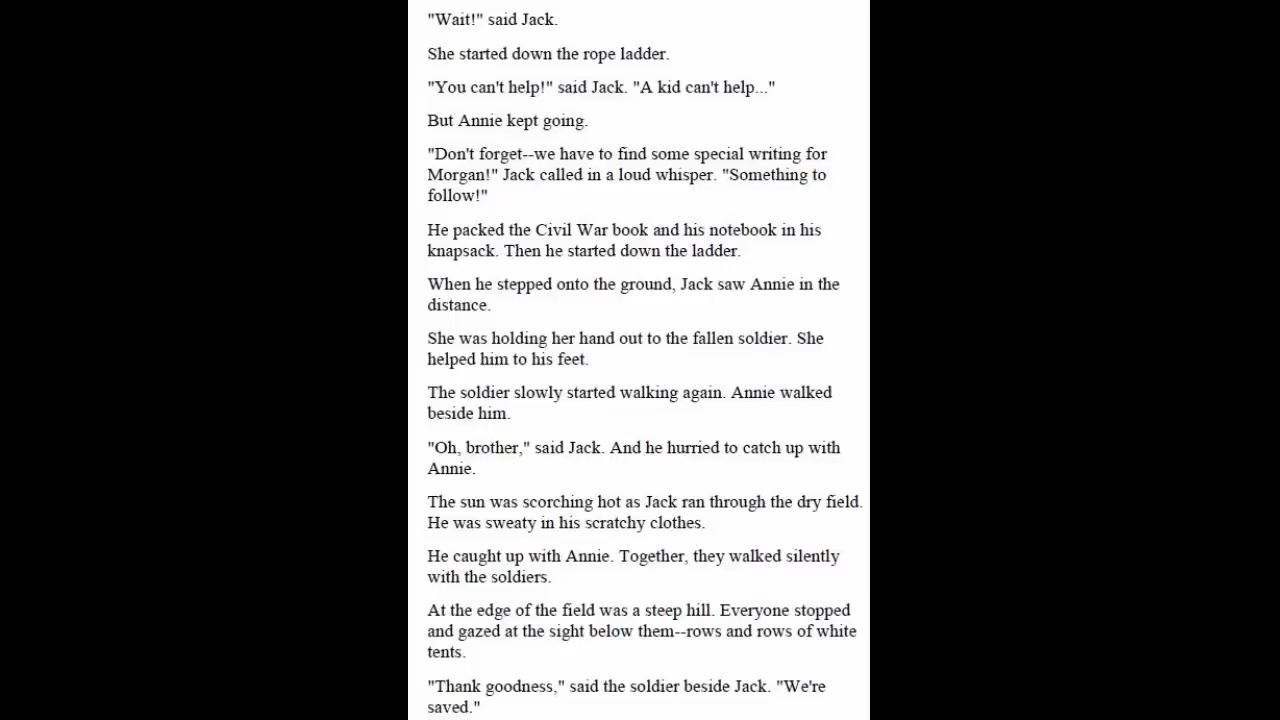 "Wait!" said Jack.
She started down the rope ladder.
"You can't help!" said Jack. "A kid can't help..."
But Annie kept going.
"Don't forget--we have to find some special writing for
Morgan!" Jack called in a loud whisper. "Something to
follow!"
He packed the Civil War book and his notebook in his
knapsack. Then he started down the ladder.
When he stepped onto the ground, Jack saw Annie in the
distance.
She was holding her hand out to the fallen soldier. She
helped him to his feet.
The soldier slowly started walking again. Annie walked
beside him.
"Oh, brother," said Jack. And he hurried to catch up with
Annie.
The sun was scorching hot as Jack ran through the dry field.
He was sweaty in his scratchy clothes.
He caught up with Annie. Together, they walked silently
with the soldiers.
At the edge of the field was a steep hill. Everyone stopped
and gazed at the sight below them--rows and rows of white
tents.
"Thank goodness," said the soldier beside Jack. "We're
saved."